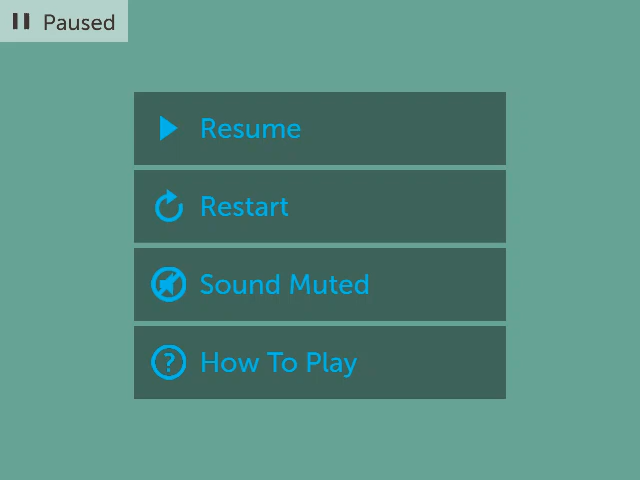 Paused
Resume
Restart
Sound Muted
How To Play